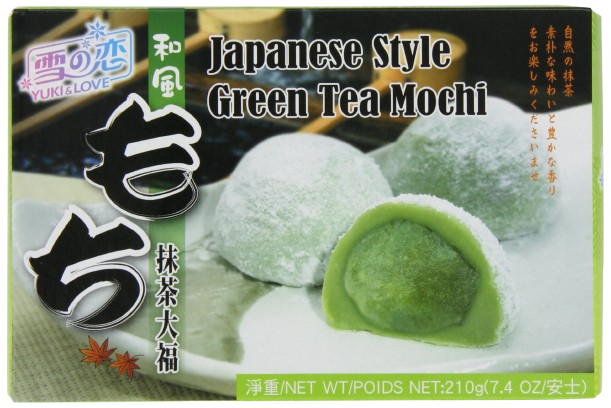 雪の恋
YUKI&LOVE
和風
もち
抹茶大福
Japanese Style
Green Tea Mochi
自然の抹茶
素朴な味わいと豊かな香り
をお楽しみくださいませ
淨重/NET WT/POIDS NET:210g(7.4 OZ/安士)